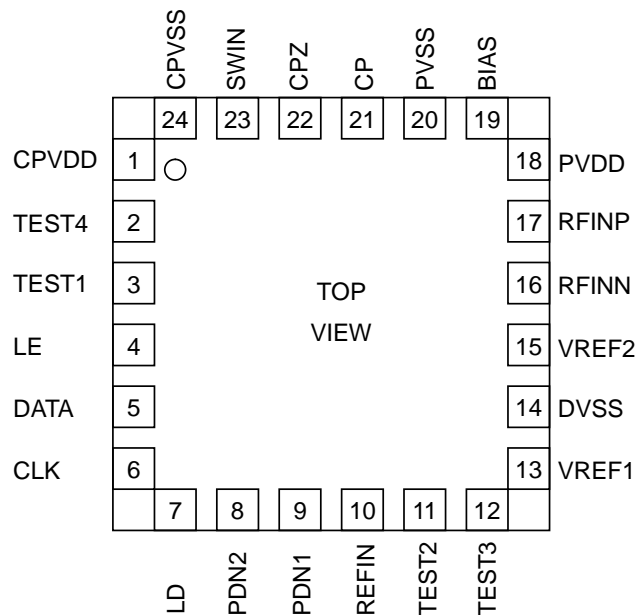 CPVSS
SWIN
CPZ
CP
PVSS
BIAS
24
23
22
21
20
19
CPVDD
1
18
PVDD
TEST4
2
17
RFINP
TEST1
3
16
RFINN
TOP
VIEW
LE
4
15
VREF2
DATA
5
14
DVSS
CLK
6
13
VREF1
7
8
9
10
11
12
LD
PDN2
PDN1
REFIN
TEST2
TEST3